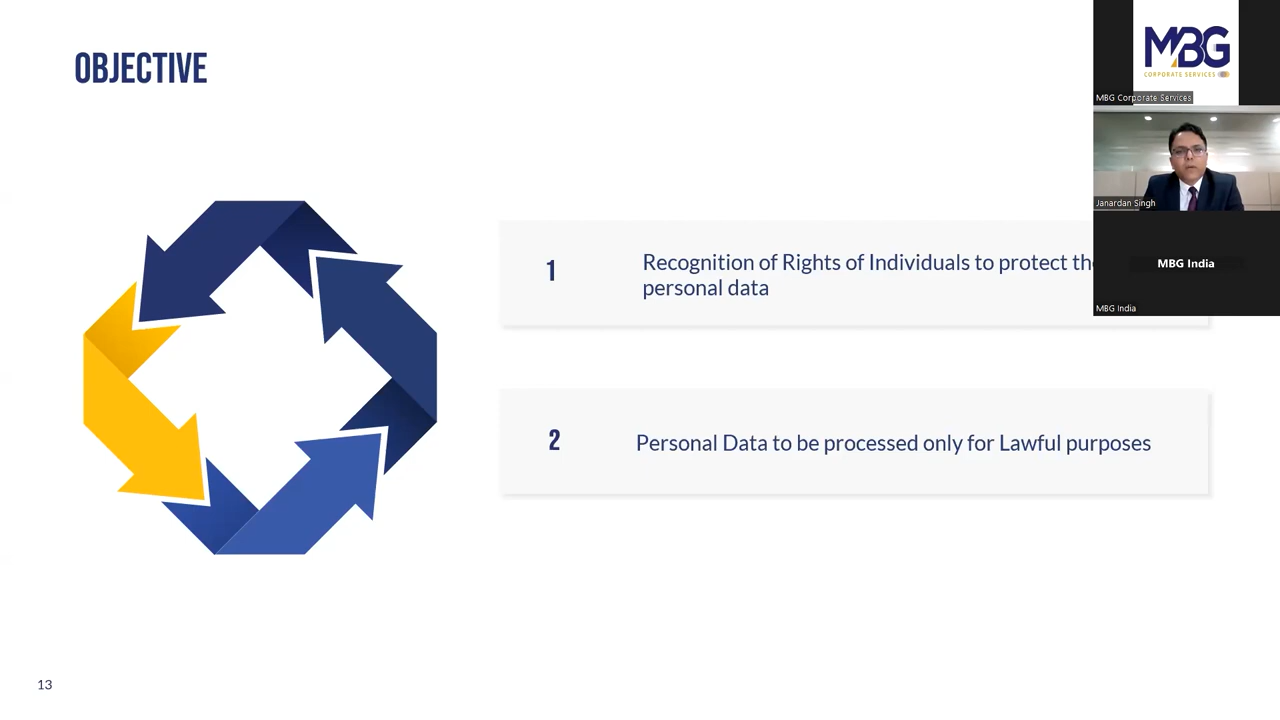 OBJECTIVE
MBG
CORPORATE SERVICES
MBG Corporate Services
Janardan Singh
MBG India
MBG India
1
Recognition of Rights of Individuals to protect
personal data
2
Personal Data to be processed only for Lawful purposes
13